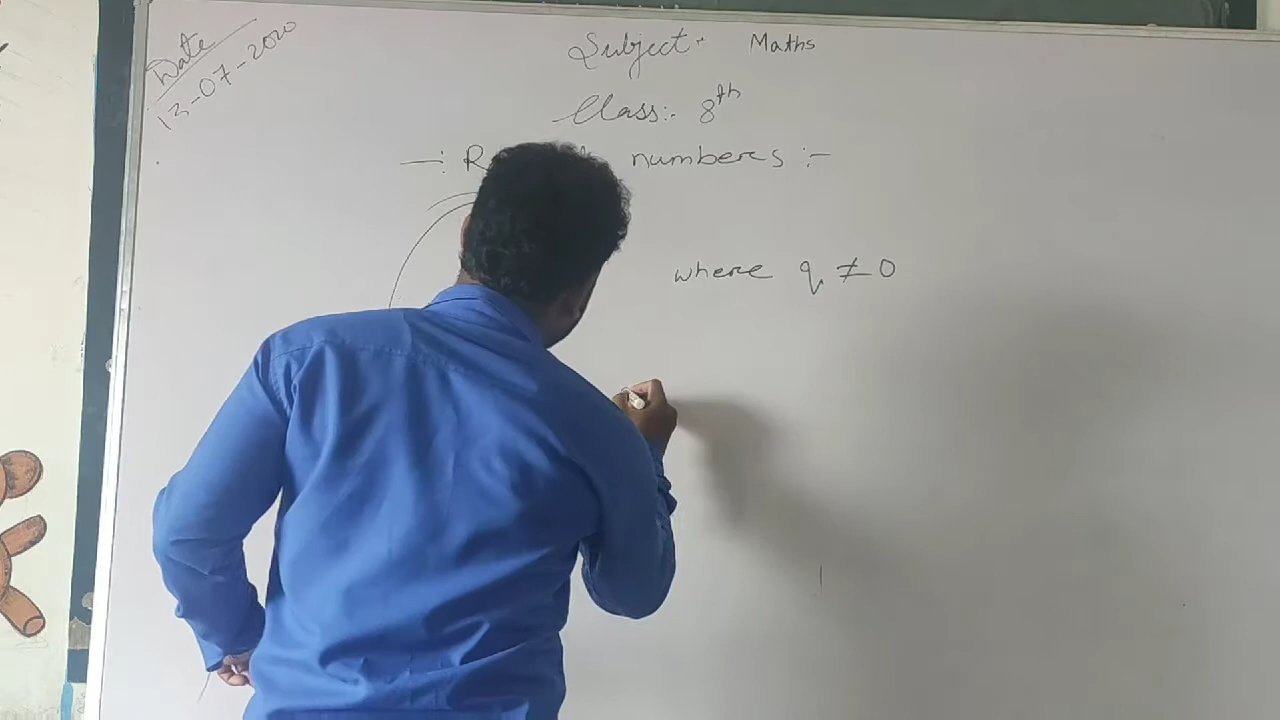 Date
13-07-2020
Subject:- Maths
Class:- 8th
-: R numbers :-
where q ≠ 0